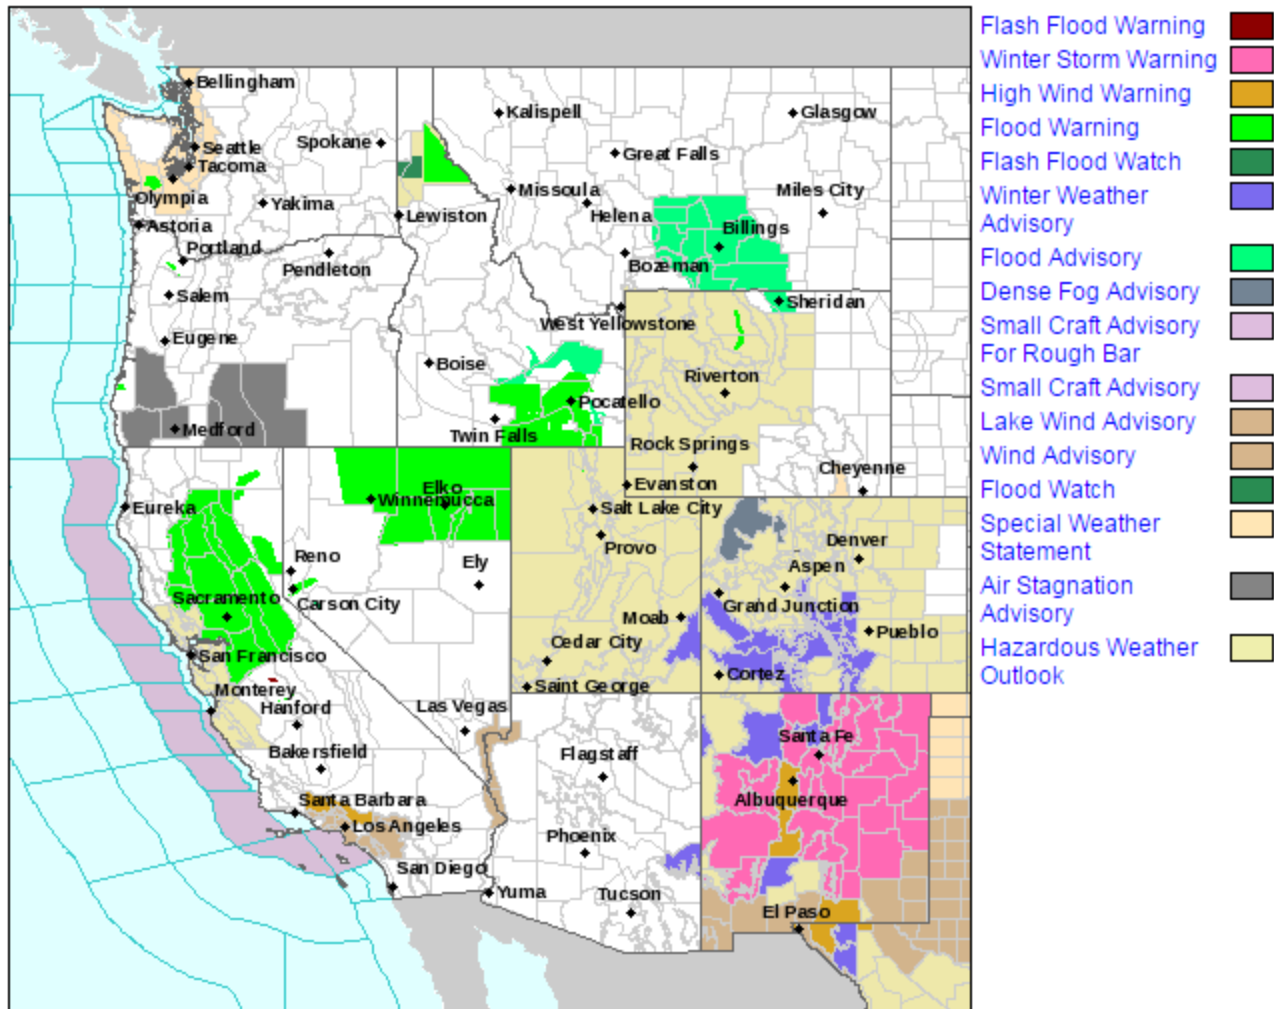 Flash Flood Warning
Winter Storm Warning
High Wind Warning
Flood Warning
Flash Flood Watch
Winter Weather
Advisory
Flood Advisory
Dense Fog Advisory
Small Craft Advisory
For Rough Bar
Small Craft Advisory
Lake Wind Advisory
Wind Advisory
Flood Watch
Special Weather
Statement
Air Stagnation
Advisory
Hazardous Weather
Outlook
Bellingham
Kalispell
Glasgow
Spokane
Seattle
Great Falls
Tacoma
Missoula
Miles City
Olympia
Yakima
Lewiston
Helena
Astoria
Billings
Portland
Pendleton
Bozeman
Salem
Sheridan
West Yellowstone
Eugene
Boise
Riverton
Pocatello
Medford
Twin Falls
Rock Springs
Cheyenne
Evanston
Elko
Winnemucca
Eureka
Salt Lake City
Provo
Denver
Reno
Ely
Aspen
Sacramento
Carson City
Grand Junction
Moab
Pueblo
Cedar City
San Francisco
Cortez
Saint George
Monterey
Hanford
Las Vegas
Santa Fe
Bakersfield
Flagstaff
Santa Barbara
Albuquerque
Los Angeles
Phoenix
San Diego
Yuma
Tucson
El Paso